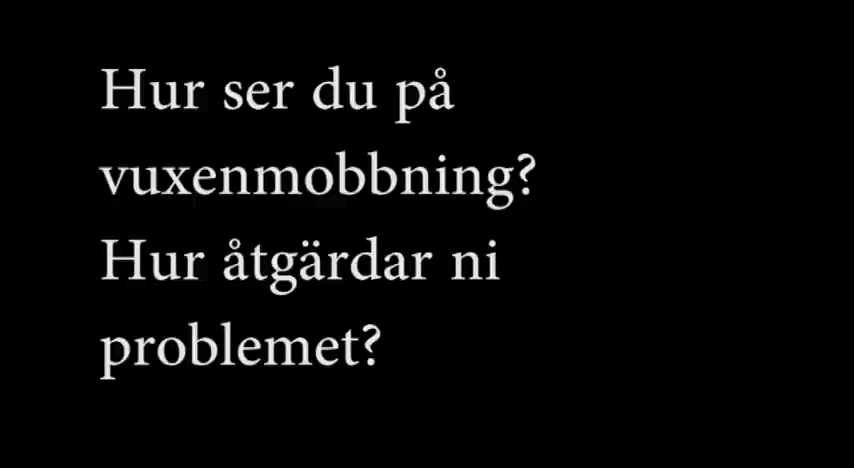 Hur ser du på
vuxenmobbning?
Hur åtgärdar ni
problemet?